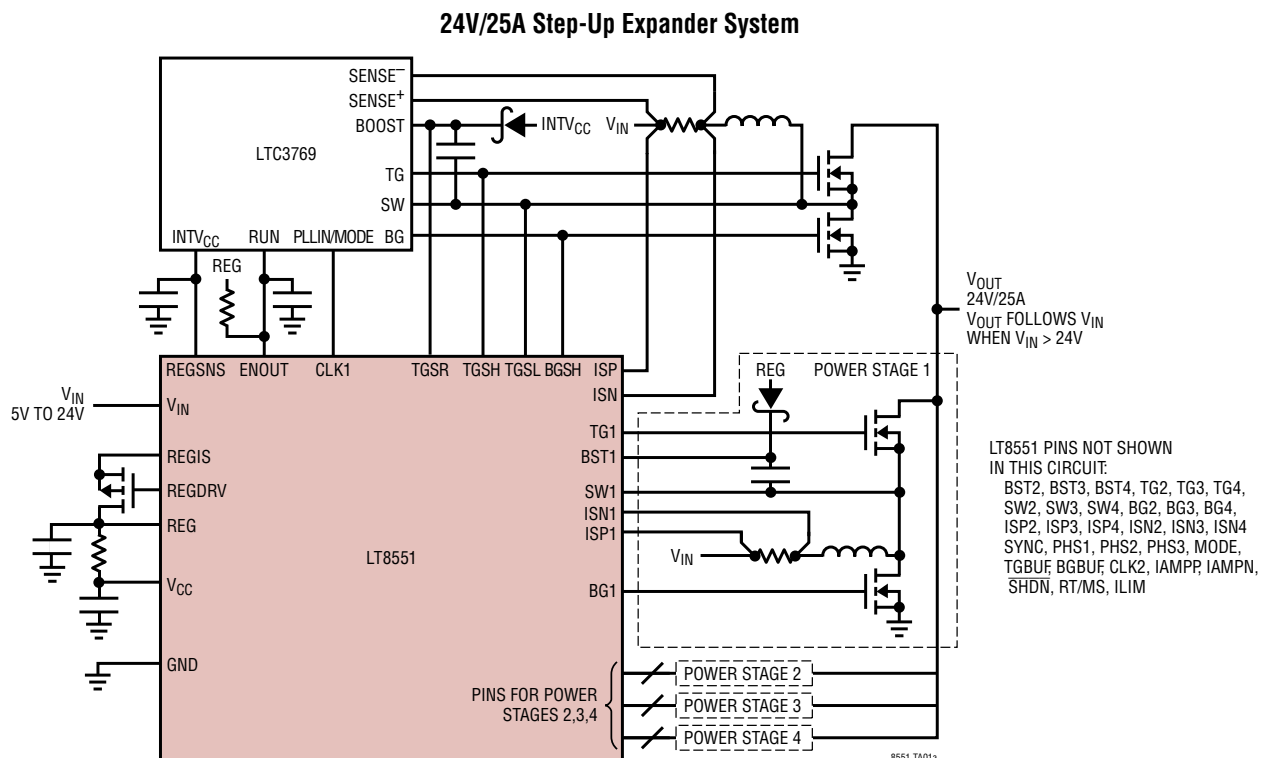 24V/25A Step-Up Expander System
SENSE–
SENSE+
BOOST
INTVCC
VIN
LTC3769
TG
SW
INTVCC RUN PLLIN/MODE BG
REG
VOUT
24V/25A
VOUT FOLLOWS VIN
WHEN VIN > 24V
REGSNS ENOUT CLK1 TGSR TGSH TGSL BGSH ISP
ISN
REG POWER STAGE 1
VIN
5V TO 24V
VIN
TG1
REGIS
BST1
REGDRV
SW1
ISN1
REG
ISP1
VIN
LT8551
VCC
BG1
LT8551 PINS NOT SHOWN
IN THIS CIRCUIT:
BST2, BST3, BST4, TG2, TG3, TG4,
SW2, SW3, SW4, BG2, BG3, BG4,
ISP2, ISP3, ISP4, ISN2, ISN3, ISN4
SYNC, PHS1, PHS2, PHS3, MODE,
TGBUF, BGBUF, CLK2, IAMPP, IAMPN,
SHDN, RT/MS, ILIM
GND
PINS FOR POWER
STAGES 2,3,4
POWER STAGE 2
POWER STAGE 3
POWER STAGE 4
8551 TA01a